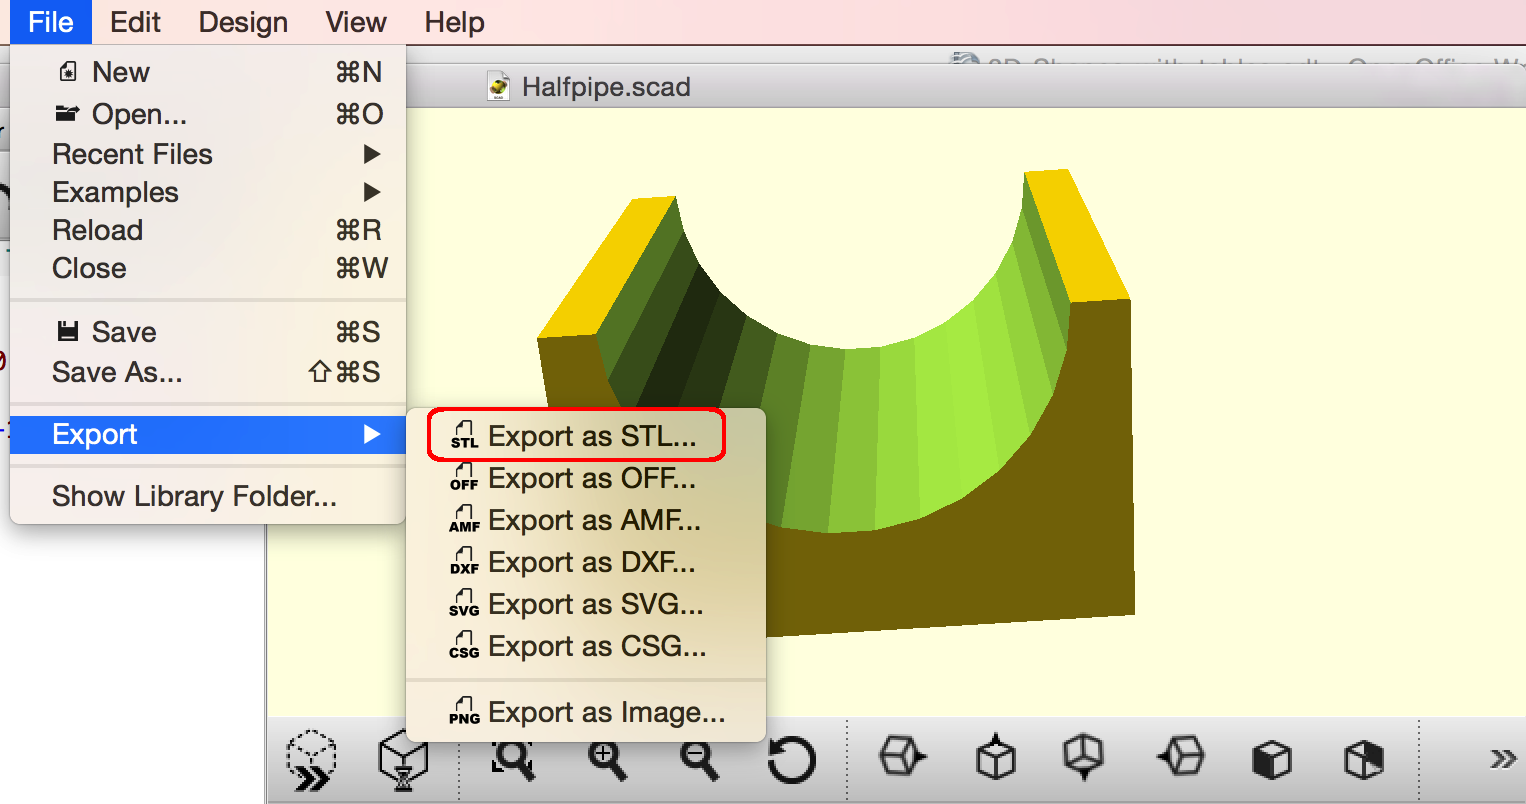 File Edit Design View Help
Halfpipe.scad
New ⌘N
Open... ⌘O
Recent Files ▶
Examples ▶
Reload ⌘R
Close ⌘W
Save ⌘S
Save As... ⇧⌘S
Export ▶
Show Library Folder...
STL Export as STL...
OFF Export as OFF...
AMF Export as AMF...
DXF Export as DXF...
SVG Export as SVG...
CSG Export as CSG...
PNG Export as Image...